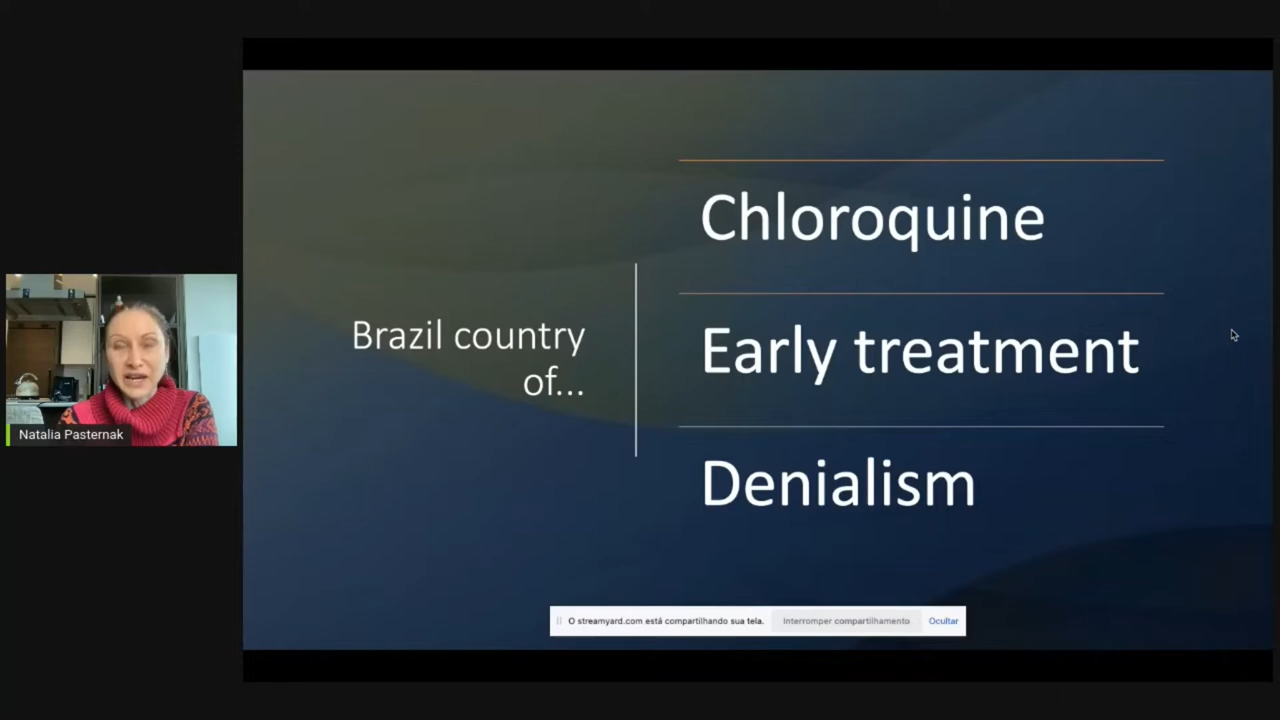 Natalia Pasternak
Brazil country
of...
Chloroquine
Early treatment
Denialism
O streamyard.com está compartilhando sua tela. Interromper compartilhamento Ocultar